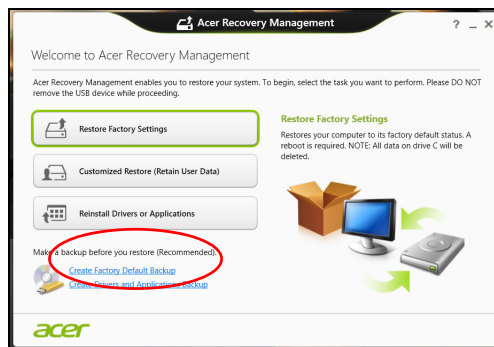 Acer Recovery Management
? _ X
Welcome to Acer Recovery Management
Acer Recovery Management enables you to restore your system. To begin, select the task you want to perform. Please DO NOT
remove the USB device while proceeding.
Restore Factory Settings
Customized Restore (Retain User Data)
Reinstall Drivers or Applications
Restore Factory Settings
Restores your computer to its factory default status. A
reboot is required. NOTE: All data on drive C will be
deleted.
Make a backup before you restore (Recommended).
Create Factory Default Backup
Create Drivers and Applications Backup
acer